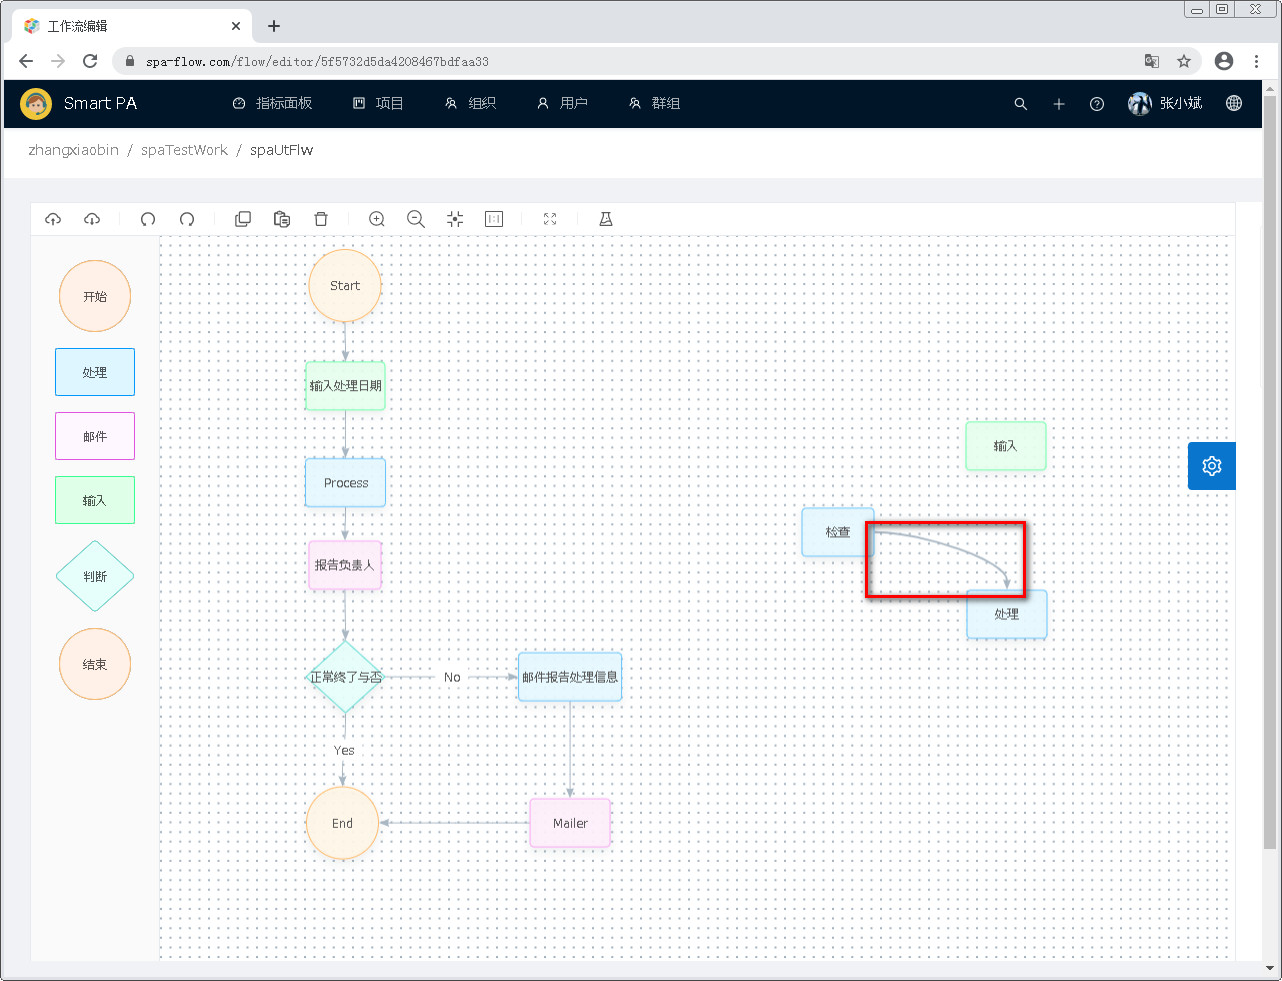 工作流编辑
spa-flow.com/flow/editor/5f5732d5da4208467bdfaa33
Smart PA 指标面板 项目 组织 用户 群组 张小斌
zhangxiaobin / spaTestWork / spaUtFlw
开始
处理
邮件
输入
判断
结束
Start
输入处理日期
Process
报告负责人
正常终了与否
No
邮件报告处理信息
Yes
End
Mailer
输入
检查
处理